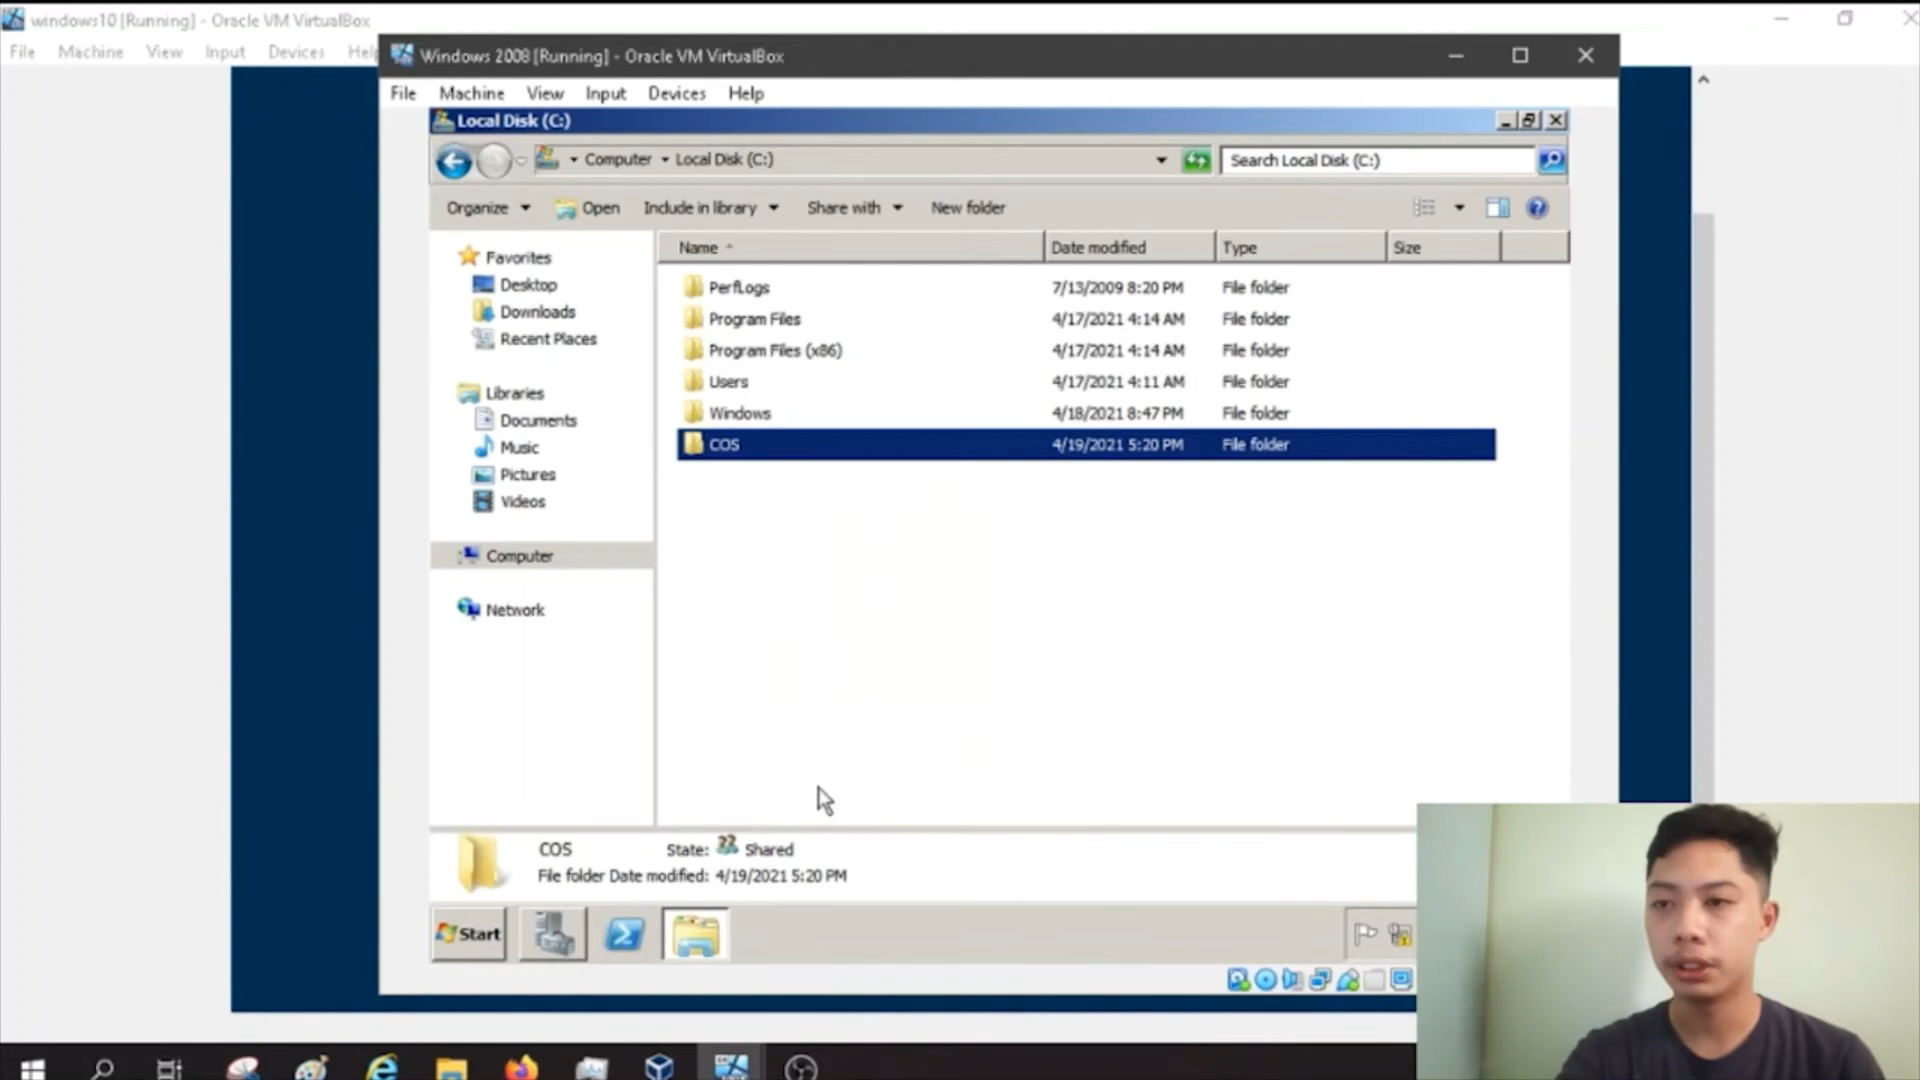 windows10 [Running] - Oracle VM VirtualBox
File Machine View Input Devices Help
Windows 2008 [Running] - Oracle VM VirtualBox
File Machine View Input Devices Help
Local Disk (C:)
Computer Local Disk (C:)
Search Local Disk (C:)
Organize Open Include in library Share with New folder
Name Date modified Type Size
Favorites
Desktop
Downloads
Recent Places
Libraries
Documents
Music
Pictures
Videos
Computer
Network
PerfLogs 7/13/2009 8:20 PM File folder
Program Files 4/17/2021 4:14 AM File folder
Program Files (x86) 4/17/2021 4:14 AM File folder
Users 4/17/2021 4:11 AM File folder
Windows 4/18/2021 8:47 PM File folder
COS 4/19/2021 5:20 PM File folder
COS State: Shared
File folder Date modified: 4/19/2021 5:20 PM
Start